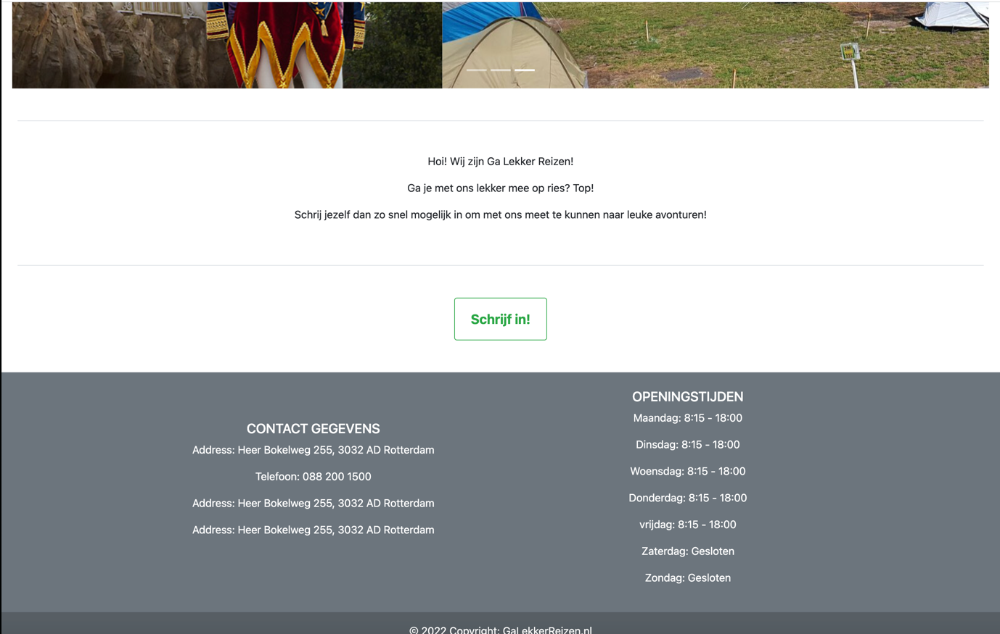 Hoi! Wij zijn Ga Lekker Reizen!
Ga je met ons lekker mee op ries? Top!
Schrij jezelf dan zo snel mogelijk in om met ons meet te kunnen naar leuke avonturen!
Schrijf in!
CONTACT GEGEVENS
Address: Heer Bokelweg 255, 3032 AD Rotterdam
Telefoon: 088 200 1500
Address: Heer Bokelweg 255, 3032 AD Rotterdam
Address: Heer Bokelweg 255, 3032 AD Rotterdam
OPENINGSTIJDEN
Maandag: 8:15 - 18:00
Dinsdag: 8:15 - 18:00
Woensdag: 8:15 - 18:00
Donderdag: 8:15 - 18:00
vrijdag: 8:15 - 18:00
Zaterdag: Gesloten
Zondag: Gesloten
© 2022 Copyright: GaLekkerReizen.nl